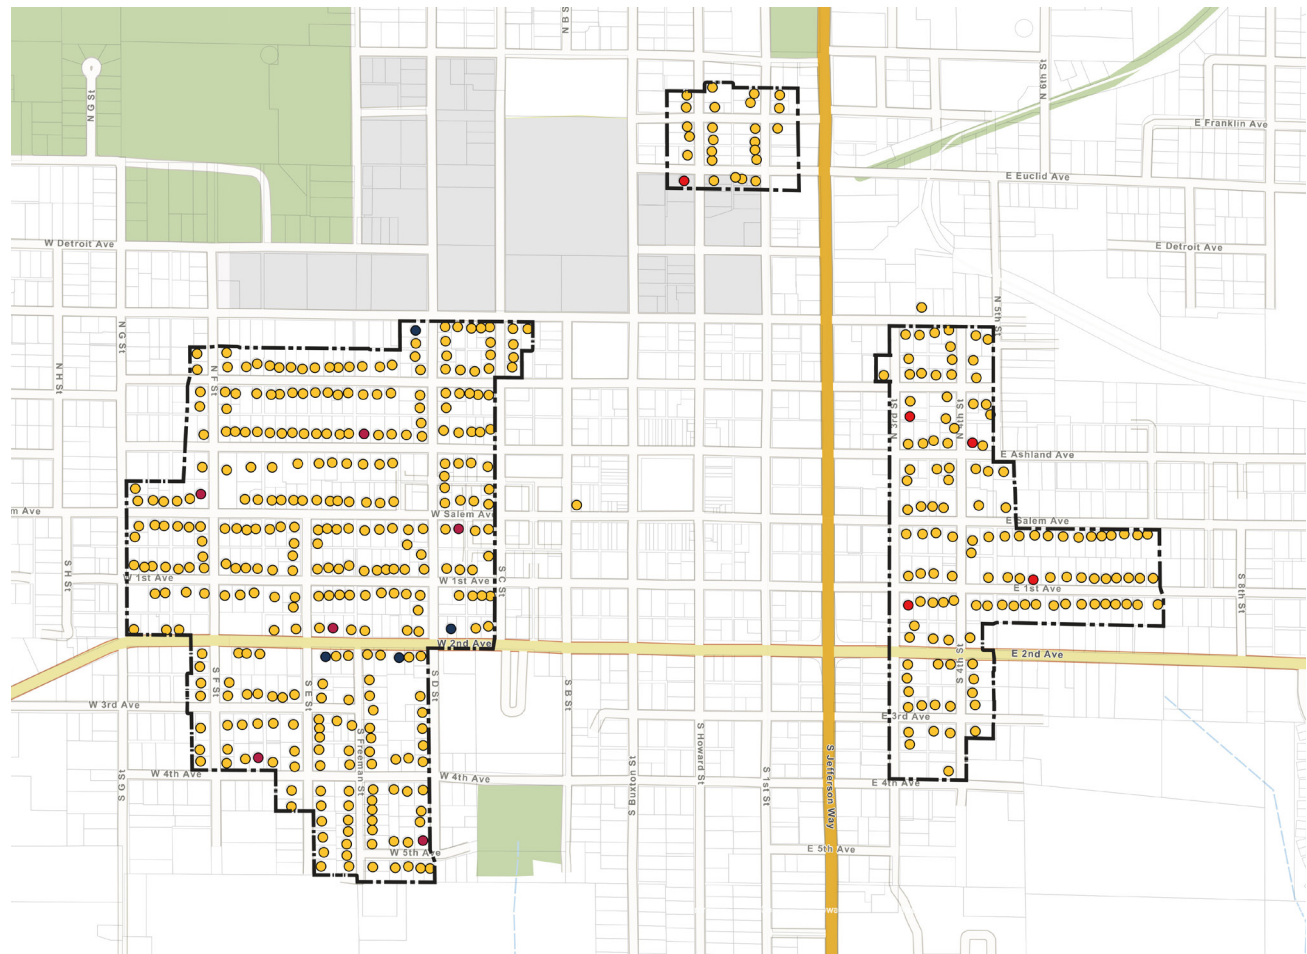 N B S
N G St
N 6th St
E Franklin Ave
E Euclid Ave
W Detroit Ave
E Detroit Ave
N 5th St
N G St
N H St
N F St
N 3rd St
N 4th St
E Ashland Ave
m Ave
W Salem Ave
E Salem Ave
S H St
W 1st Ave
W 1st Ave
S C St
E 1st Ave
S 8th St
W 2nd Ave
E 2nd Ave
S F St
S E St
S D St
S B St
S 4th St
W 3rd Ave
E 3rd Ave
S Freeman St
S Howard St
S G St
W 4th Ave
W 4th Ave
S Buxton St
S 1st St
S Jefferson Way
E 4th Ave
W 5th Ave
E 5th Ave